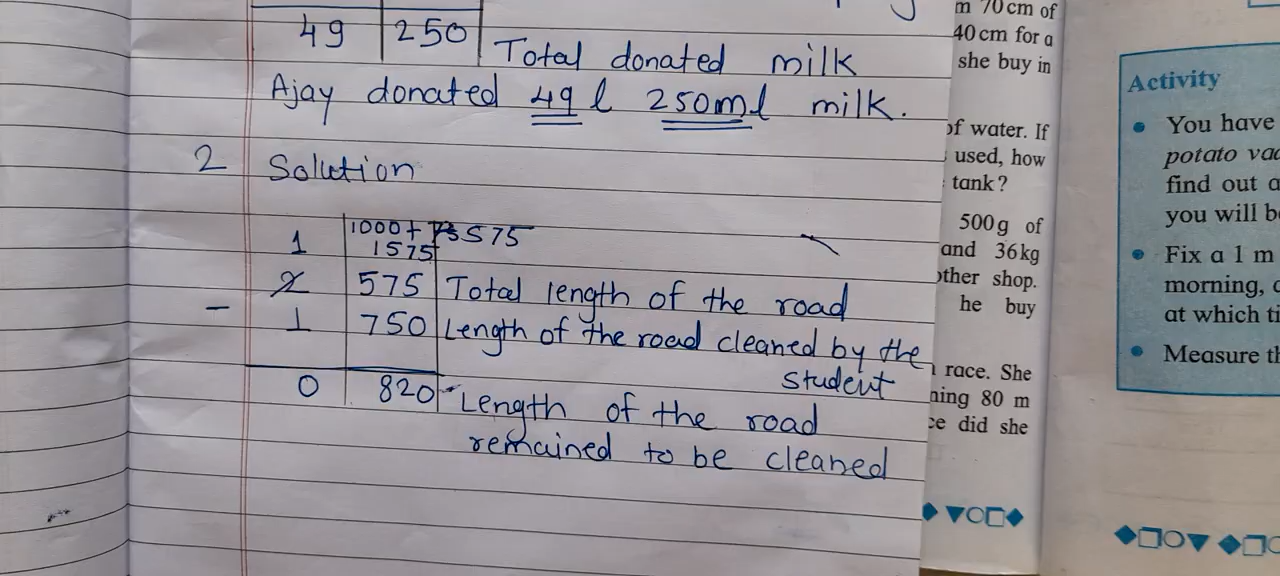 49 250 Total donated milk
Ajay donated 49 l 250ml milk.
2 Solution
1000+ 575
1 1575
2 575 Total length of the road
- 1 750 Length of the road cleaned by the
student
0 820 Length of the road
remained to be cleaned
m 70 cm of
40 cm for a
she buy in
of water. If
used, how
tank?
500 g of
and 36 kg
other shop.
he buy
race. She
ning 80 m
ce did she
Activity
• You have
potato
find out
you will b
• Fix a 1 m
morning,
at which ti
• Measure th